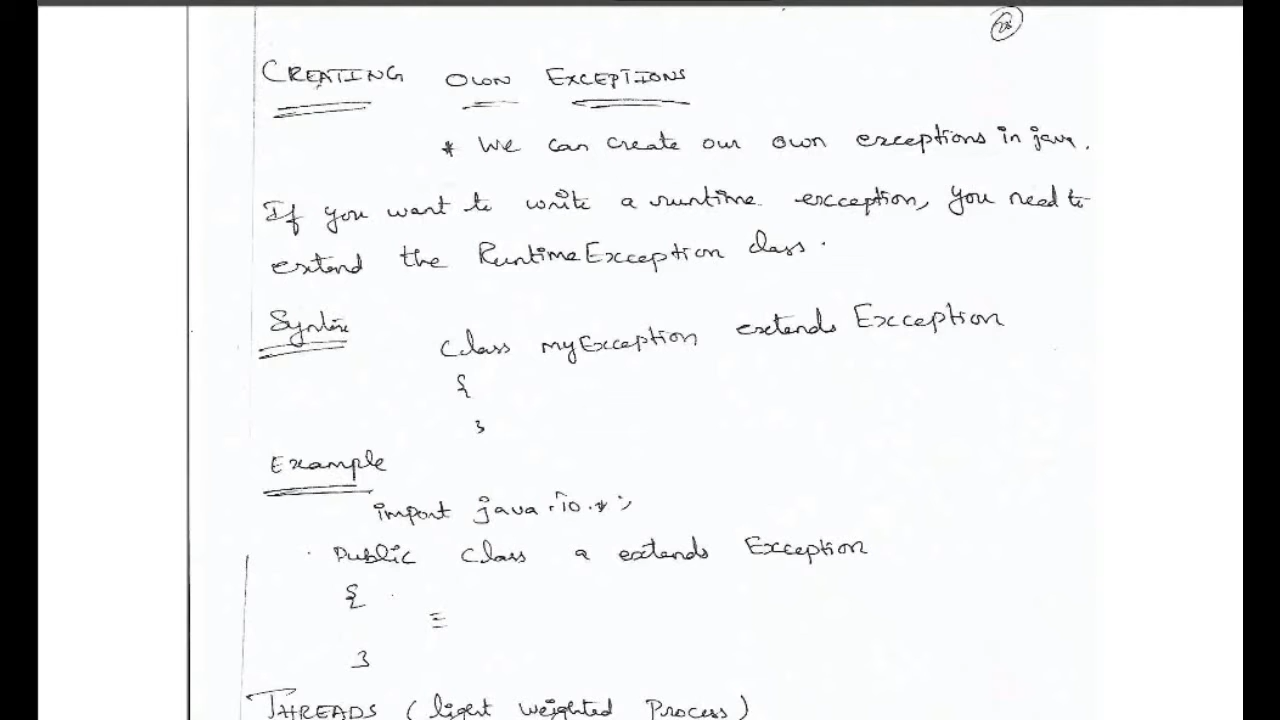 CREATING OWN EXCEPTIONS
* We can create our own exceptions in java.
If you want to write a runtime exception, you need to
extend the RuntimeException class.
Syntax
Class myException extends Exception
{
}
Example
import java.io.*;
Public Class a extends Exception
{
}
THREADS (light weighted Process)